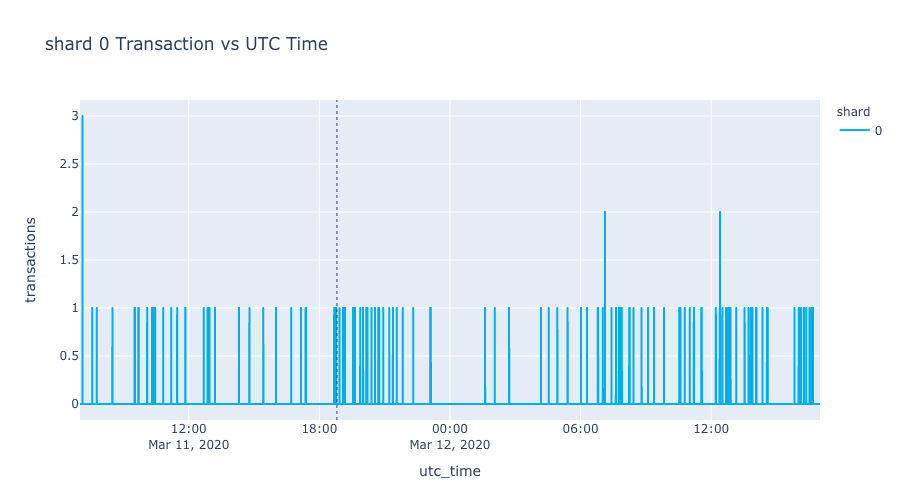 shard 0 Transaction vs UTC Time
shard
0
3
2.5
2
1.5
1
0.5
0
transactions
12:00
Mar 11, 2020
18:00
00:00
Mar 12, 2020
06:00
12:00
utc_time